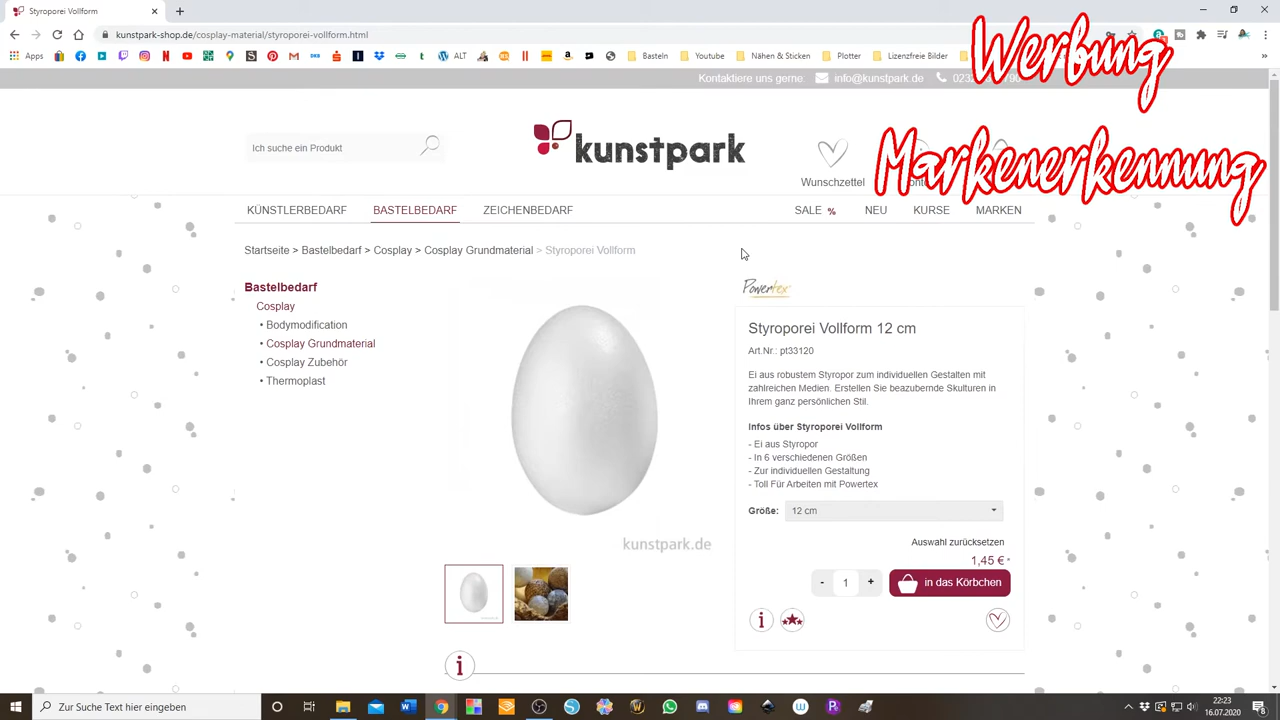 Styroporei Vollform
kunstpark-shop.de/cosplay-material/styroporei-vollform.html
Apps
ALT
Basteln
Youtube
Nähen & Sticken
Plotter
Lizenzfreie Bilder
Werbung
Markenerkennung
Kontaktiere uns gerne:
info@kunstpark.de
Ich suche ein Produkt
kunstpark
Wunschzettel
KÜNSTLERBEDARF
BASTELBEDARF
ZEICHENBEDARF
SALE %
NEU
KURSE
MARKEN
Startseite > Bastelbedarf > Cosplay > Cosplay Grundmaterial > Styroporei Vollform
Bastelbedarf
Cosplay
• Bodymodification
• Cosplay Grundmaterial
• Cosplay Zubehör
• Thermoplast
kunstpark.de
Powertex
Styroporei Vollform 12 cm
Art.Nr.: pt33120
Ei aus robustem Styropor zum individuellen Gestalten mit
zahlreichen Medien. Erstellen Sie beazubernde Skulturen in
Ihrem ganz persönlichen Stil.
Infos über Styroporei Vollform
- Ei aus Styropor
- In 6 verschiedenen Größen
- Zur individuellen Gestaltung
- Toll Für Arbeiten mit Powertex
Größe: 12 cm
Auswahl zurücksetzen
1,45 € *
- 1 +
in das Körbchen
Zur Suche Text hier eingeben
22:23
16.07.2020